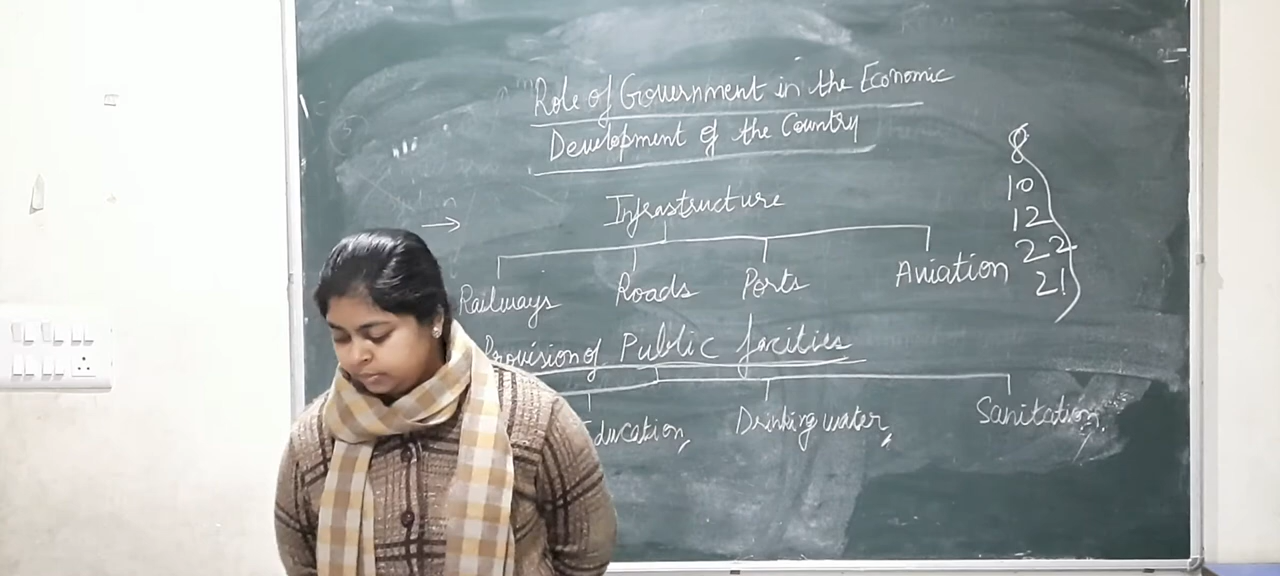 Role of Government in the Economic
Development of the Country
→ Infrastructure
Railways Roads Ports Aviation
Provision of Public facilities
Education, Drinking water, Sanitation,
8
10
12
22
21